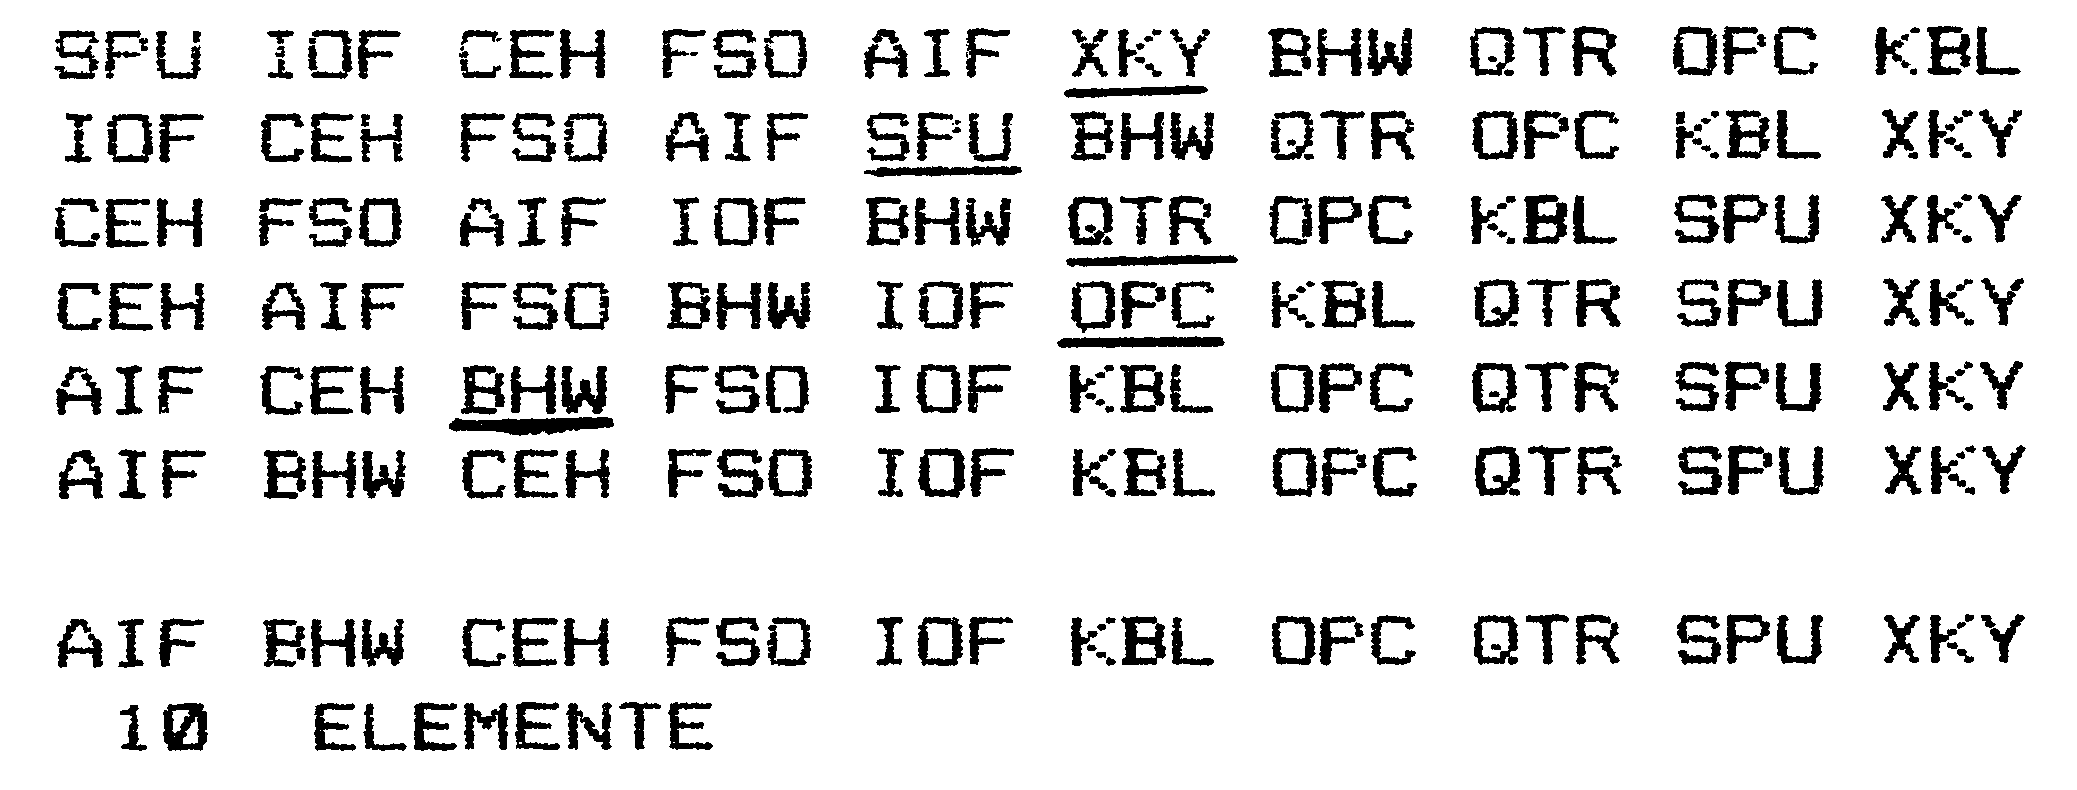 SPU IOF CEH FSO AIF XKY BHW QTR OPC KBL
IOF CEH FSO AIF SPU BHW QTR OPC KBL XKY
CEH FSO AIF IOF BHW QTR OPC KBL SPU XKY
CEH AIF FSO BHW IOF OPC KBL QTR SPU XKY
AIF CEH BHW FSO IOF KBL OPC QTR SPU XKY
AIF BHW CEH FSO IOF KBL OPC QTR SPU XKY
AIF BHW CEH FSO IOF KBL OPC QTR SPU XKY
10 ELEMENTE